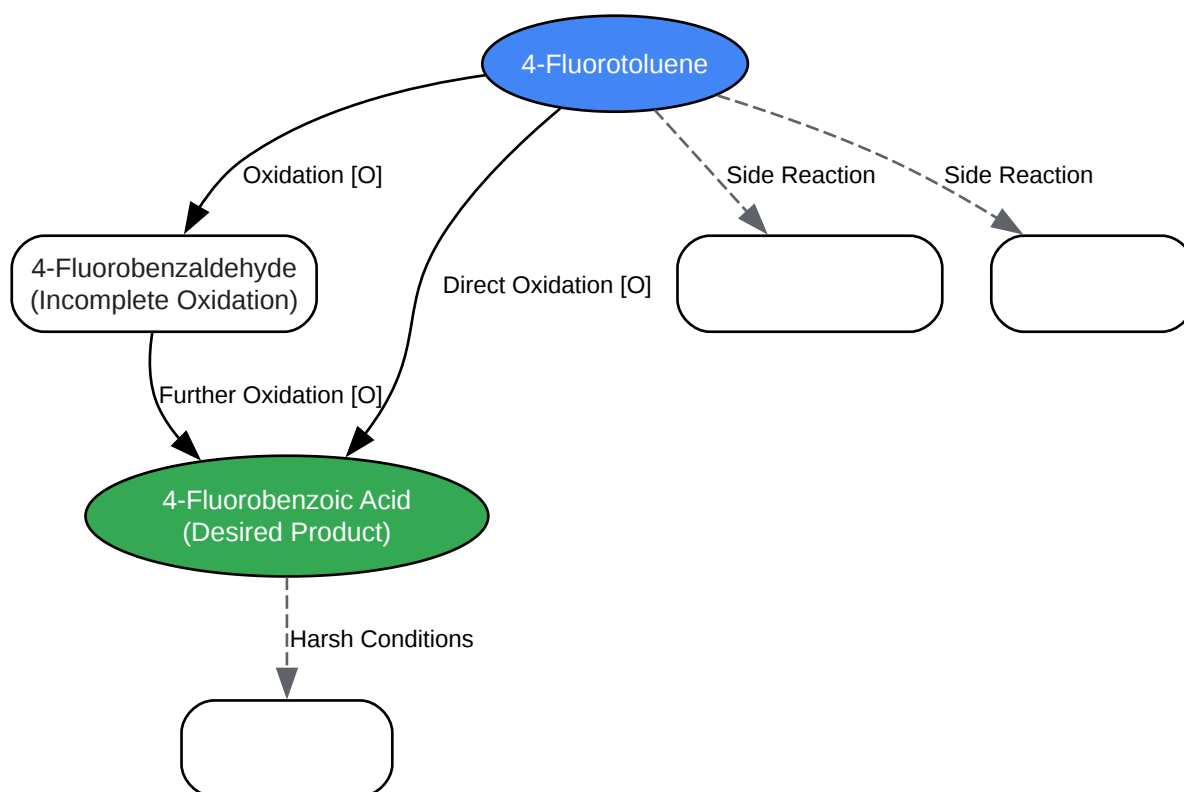 4-Fluorotoluene
Oxidation [O]
Side Reaction
Side Reaction
4-Fluorobenzaldehyde
(Incomplete Oxidation)
Direct Oxidation [O]
Further Oxidation [O]
4-Fluorobenzoic Acid
(Desired Product)
Harsh Conditions